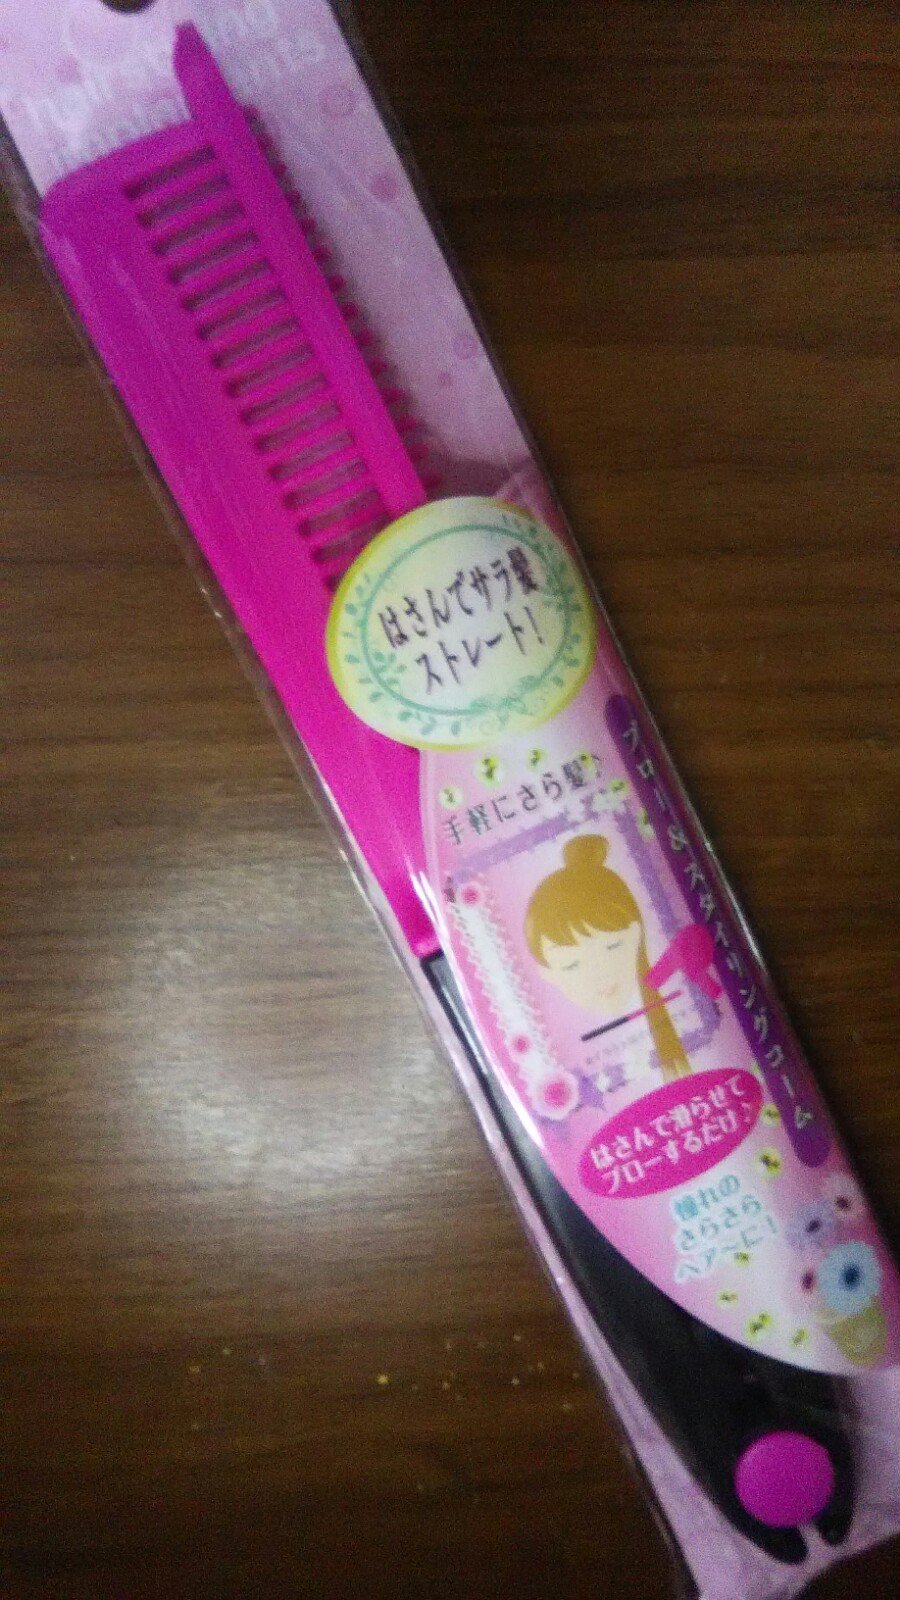 はさんでサラ髪
ストレート!
手軽にさら髪♪
ブロー&スタイリングコーム
はさんで滑らせて
ブローするだけ♪
憧れの
さらさら
ヘア〜に!